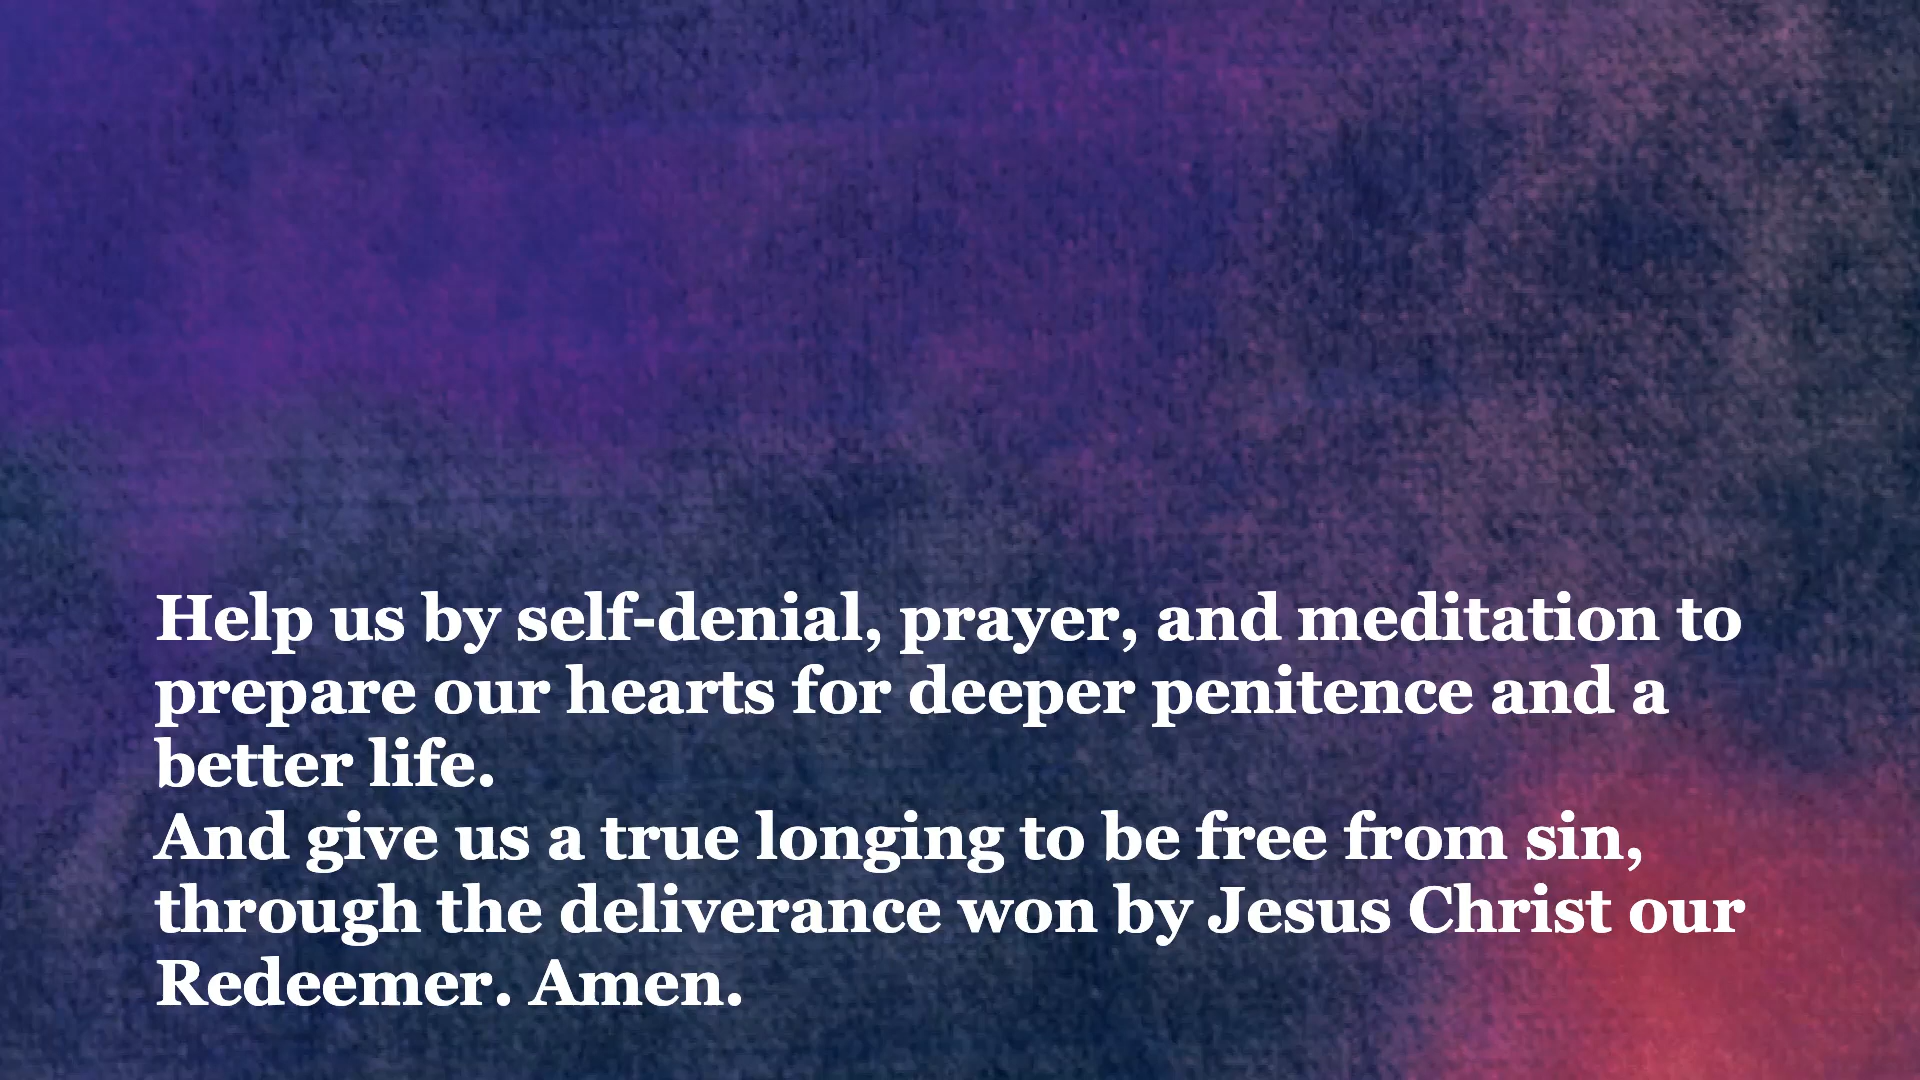 Help us by self-denial, prayer, and meditation to
prepare our hearts for deeper penitence and a
better life.
And give us a true longing to be free from sin,
through the deliverance won by Jesus Christ our
Redeemer. Amen.